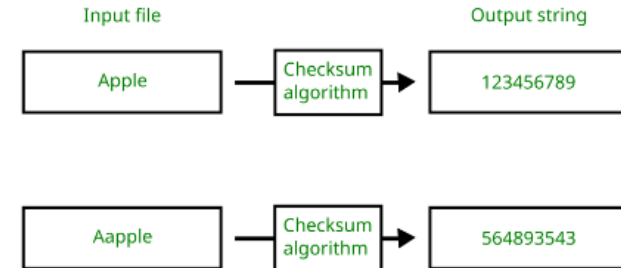 Input file
Output string
Apple
Checksum
algorithm
123456789
Aapple
Checksum
algorithm
564893543